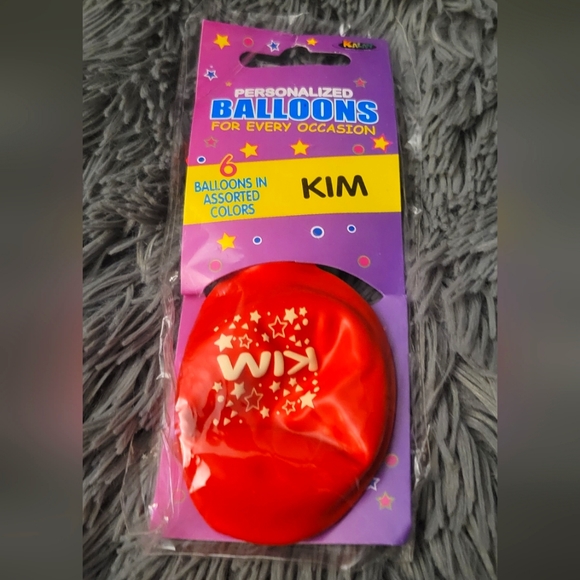 PERSONALIZED
BALLOONS
FOR EVERY OCCASION
6
BALLOONS IN
ASSORTED
COLORS
KIM
KIM